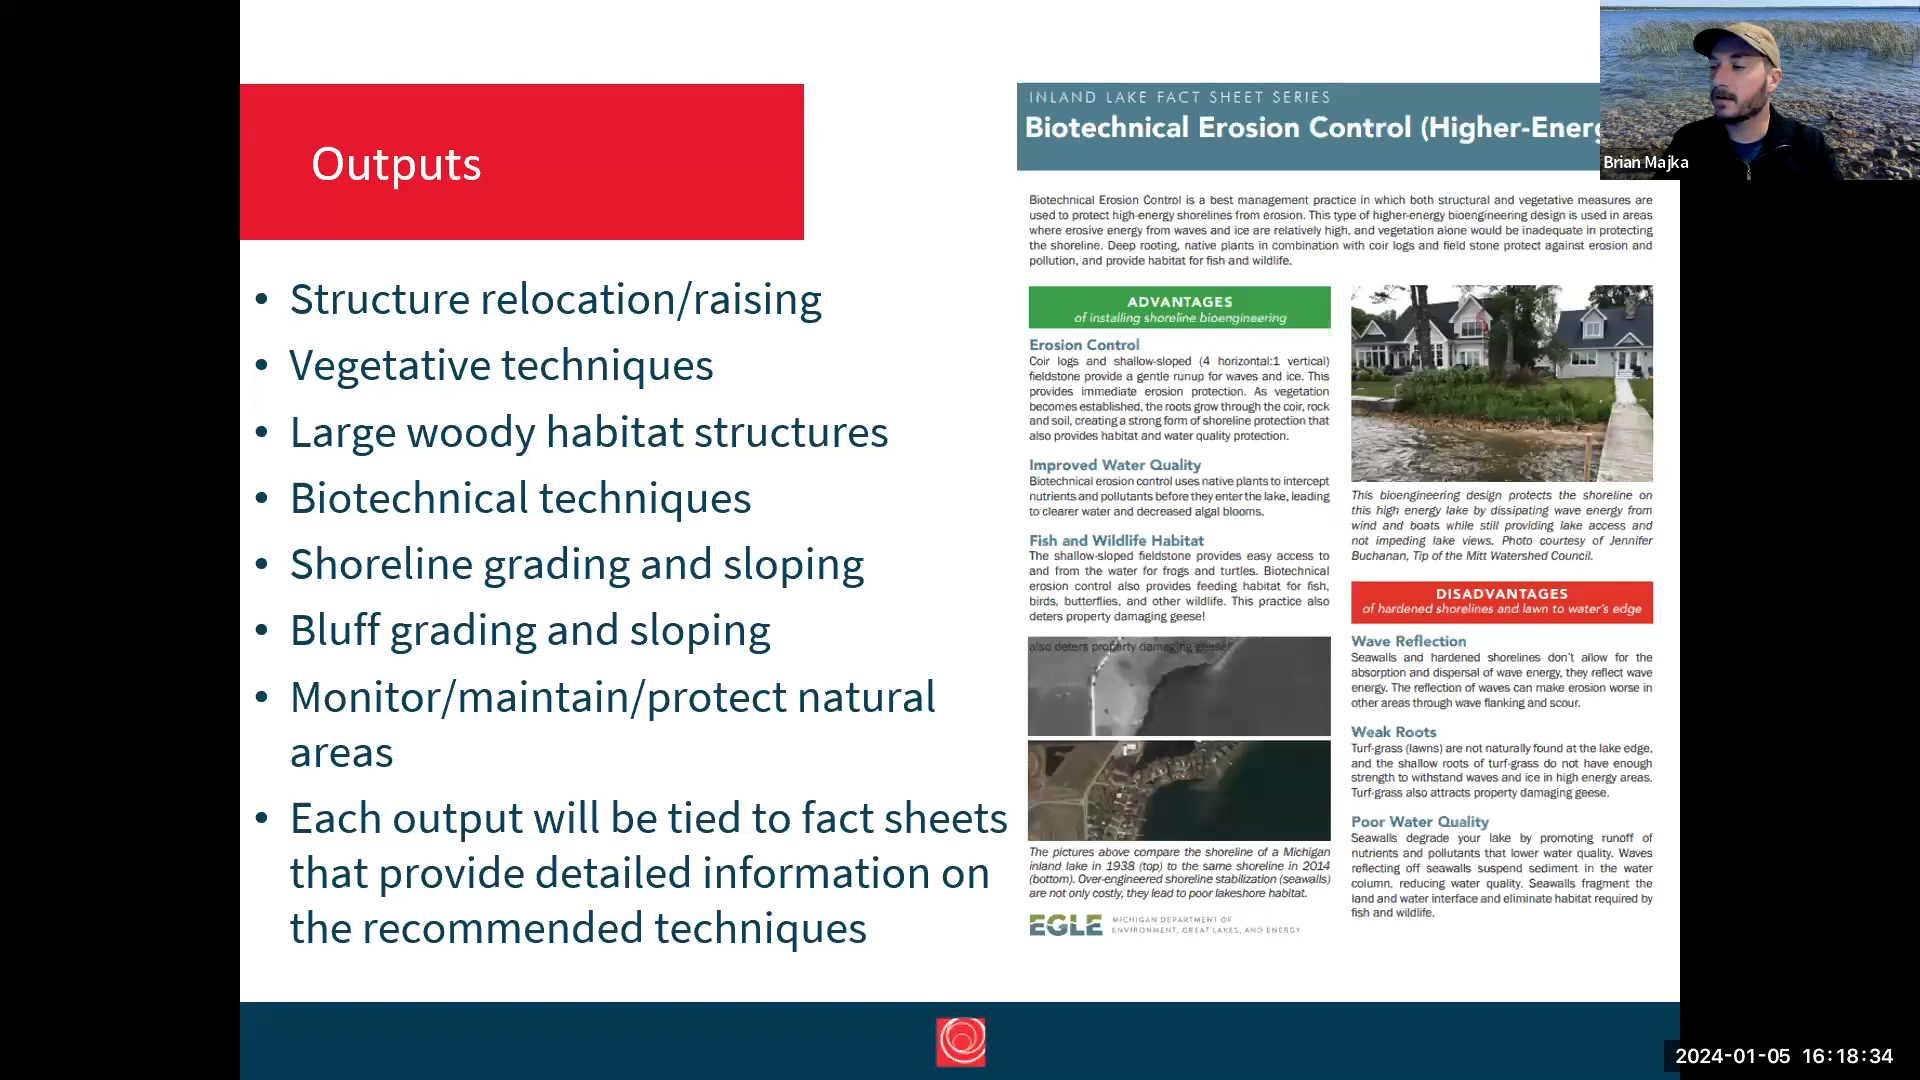 Outputs
• Structure relocation/raising
• Vegetative techniques
• Large woody habitat structures
• Biotechnical techniques
• Shoreline grading and sloping
• Bluff grading and sloping
• Monitor/maintain/protect natural
areas
• Each output will be tied to fact sheets
that provide detailed information on
the recommended techniques
INLAND LAKE FACT SHEET SERIES
Biotechnical Erosion Control (Higher-Energ
Biotechnical Erosion Control is a best management practice in which both structural and vegetative measures are
used to protect high-energy shorelines from erosion. This type of higher-energy bioengineering design is used in areas
where erosive energy from waves and ice are relatively high, and vegetation alone would be inadequate in protecting
the shoreline. Deep rooting, native plants in combination with coir logs and field stone protect against erosion and
pollution, and provide habitat for fish and wildlife.
ADVANTAGES
of installing shoreline bioengineering
Erosion Control
Coir logs and shallow-sloped (4 horizontal:1 vertical)
fieldstone provide a gentle runup for waves and ice. This
provides immediate erosion protection. As vegetation
becomes established, the roots grow through the coir, rock
and soil, creating a strong form of shoreline protection that
also provides habitat and water quality protection.
Improved Water Quality
Biotechnical erosion control uses native plants to intercept
nutrients and pollutants before they enter the lake, leading
to clearer water and decreased algal blooms.
Fish and Wildlife Habitat
The shallow-sloped fieldstone provides easy access to
and from the water for frogs and turtles. Biotechnical
erosion control also provides feeding habitat for fish,
birds, butterflies, and other wildlife. This practice also
deters property damaging geese!
also deters property damaging geese!
The pictures above compare the shoreline of a Michigan
inland lake in 1938 (top) to the same shoreline in 2014
(bottom). Over-engineered shoreline stabilization (seawalls)
are not only costly, they lead to poor lakeshore habitat.
EGLE
MICHIGAN DEPARTMENT OF
ENVIRONMENT, GREAT LAKES, AND ENERGY
This bioengineering design protects the shoreline on
this high energy lake by dissipating wave energy from
wind and boats while still providing lake access and
not impeding lake views. Photo courtesy of Jennifer
Buchanan, Tip of the Mitt Watershed Council.
DISADVANTAGES
of hardened shorelines and lawn to water's edge
Wave Reflection
Seawalls and hardened shorelines don't allow for the
absorption and dispersal of wave energy, they reflect wave
energy. The reflection of waves can make erosion worse in
other areas through wave flanking and scour.
Weak Roots
Turf-grass (lawns) are not naturally found at the lake edge,
and the shallow roots of turf-grass do not have enough
strength to withstand waves and ice in high energy areas.
Turf-grass also attracts property damaging geese.
Poor Water Quality
Seawalls degrade your lake by promoting runoff of
nutrients and pollutants that lower water quality. Waves
reflecting off seawalls suspend sediment in the water
column, reducing water quality. Seawalls fragment the
land and water interface and eliminate habitat required by
fish and wildlife.
Brian Majka
2024-01-05 16:18:34